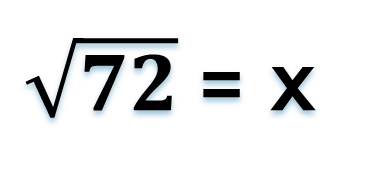 √72 = x